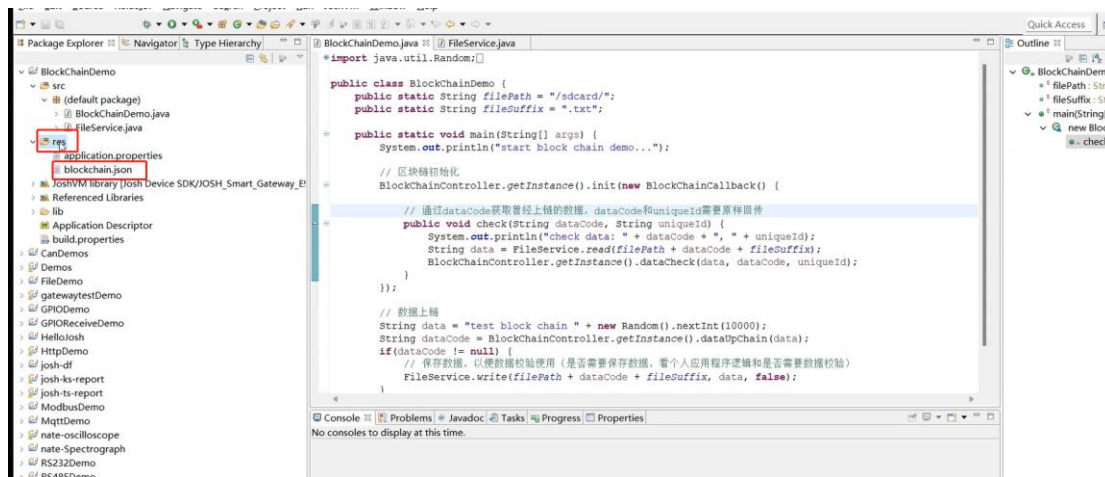 Quick Access
Package Explorer
Navigator
Type Hierarchy
BlockChainDemo
src
(default package)
BlockChainDemo.java
FileService.java
res
application.properties
blockchain.json
JoshVM library [Josh Device SDK/JOSH_Smart_Gateway_E
Referenced Libraries
lib
Application Descriptor
build.properties
CanDemos
Demos
FileDemo
gatewaytestDemo
GPIODemo
GPIOReceiveDemo
HelloJosh
HttpDemo
josh-df
josh-ks-report
josh-ts-report
ModbusDemo
MqttDemo
nate-oscilloscope
nate-Spectrograph
RS232Demo
RS485Demo
BlockChainDemo.java
FileService.java
import java.util.Random;
public class BlockChainDemo {
public static String filePath = "/sdcard/";
public static String fileSuffix = ".txt";
public static void main(String[] args) {
System.out.println("start block chain demo...");
// 区块链初始化
BlockChainController.getInstance().init(new BlockChainCallback() {
// 通过dataCode获取曾经上链的数据，dataCode和uniqueId需要原样回传
public void check(String dataCode, String uniqueId) {
System.out.println("check data: " + dataCode + ", " + uniqueId);
String data = FileService.read(filePath + dataCode + fileSuffix);
BlockChainController.getInstance().dataCheck(data, dataCode, uniqueId);
}
});
// 数据上链
String data = "test block chain " + new Random().nextInt(10000);
String dataCode = BlockChainController.getInstance().dataUpChain(data);
if(dataCode != null) {
// 保存数据，以便数据校验使用（是否需要保存数据，看个人应用程序逻辑和是否需要数据校验）
FileService.write(filePath + dataCode + fileSuffix, data, false);
}
Console
Problems
Javadoc
Tasks
Progress
Properties
No consoles to display at this time.
Outline
BlockChainDem
filePath : Str
fileSuffix : S
main(String
new Bloc
check